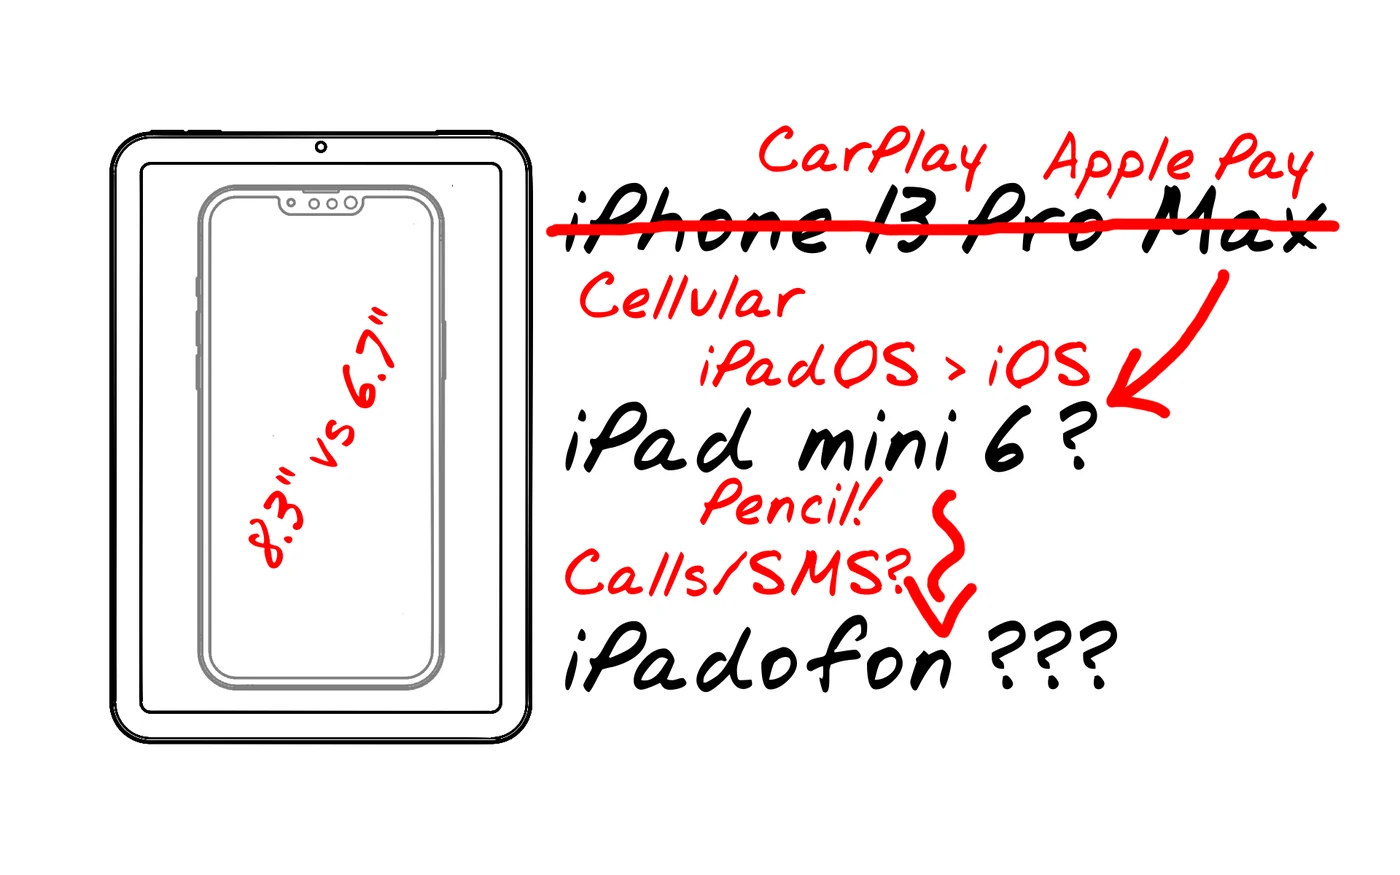 8.3" vs 6.7"
CarPlay Apple Pay
iPhone 13 Pro Max
Cellular
iPadOS > iOS
iPad mini 6?
Pencil!
Calls/SMS?
iPadofon ???